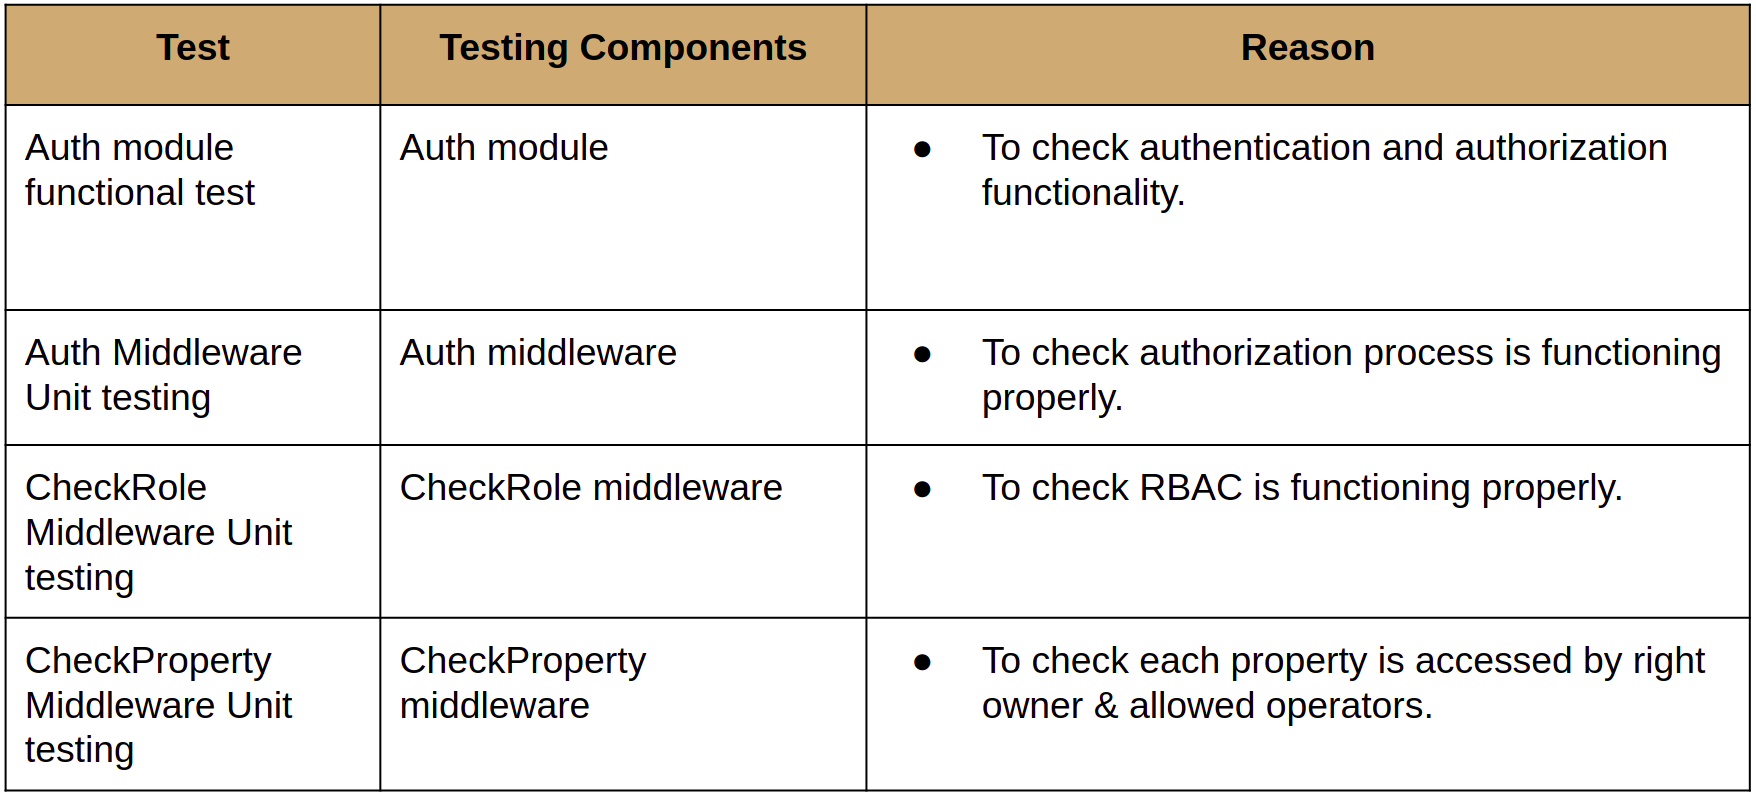 Test
Testing Components
Reason
Auth module
functional test
Auth module
● To check authentication and authorization
functionality.
Auth Middleware
Unit testing
Auth middleware
● To check authorization process is functioning
properly.
CheckRole
Middleware Unit
testing
CheckRole middleware
● To check RBAC is functioning properly.
CheckProperty
Middleware Unit
testing
CheckProperty
middleware
● To check each property is accessed by right
owner & allowed operators.